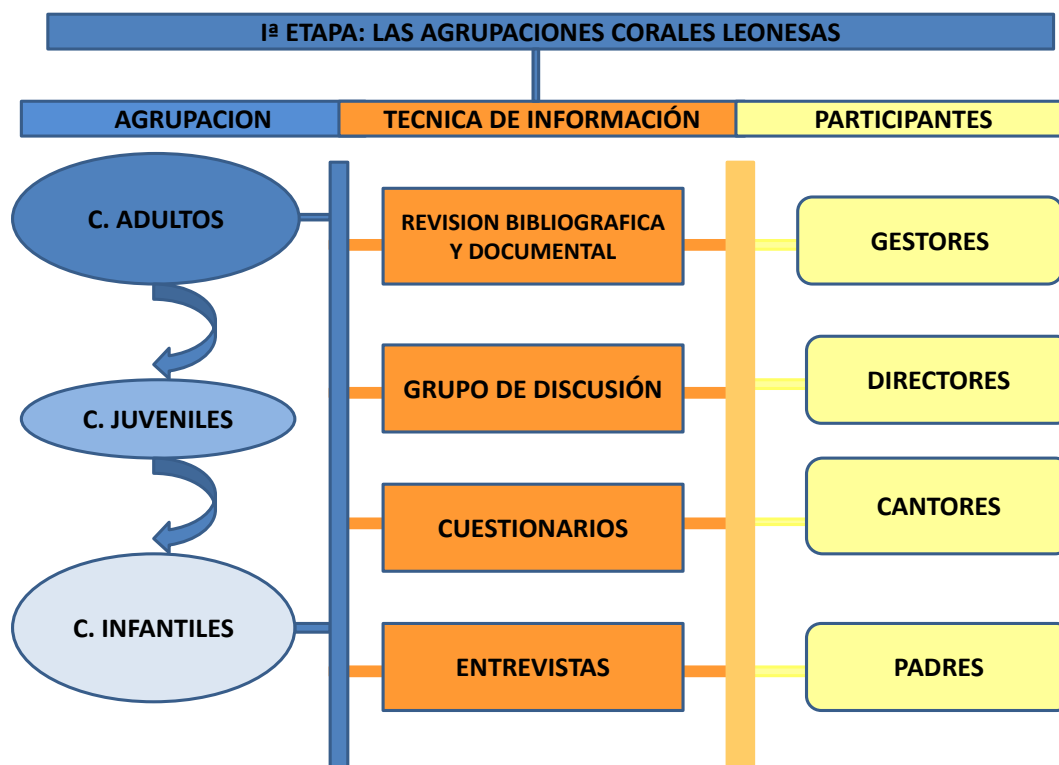 Iª ETAPA: LAS AGRUPACIONES CORALES LEONESAS
AGRUPACION
TECNICA DE INFORMACIÓN
PARTICIPANTES
C. ADULTOS
REVISION BIBLIOGRAFICA
Y DOCUMENTAL
GESTORES
C. JUVENILES
GRUPO DE DISCUSIÓN
DIRECTORES
CUESTIONARIOS
CANTORES
C. INFANTILES
ENTREVISTAS
PADRES